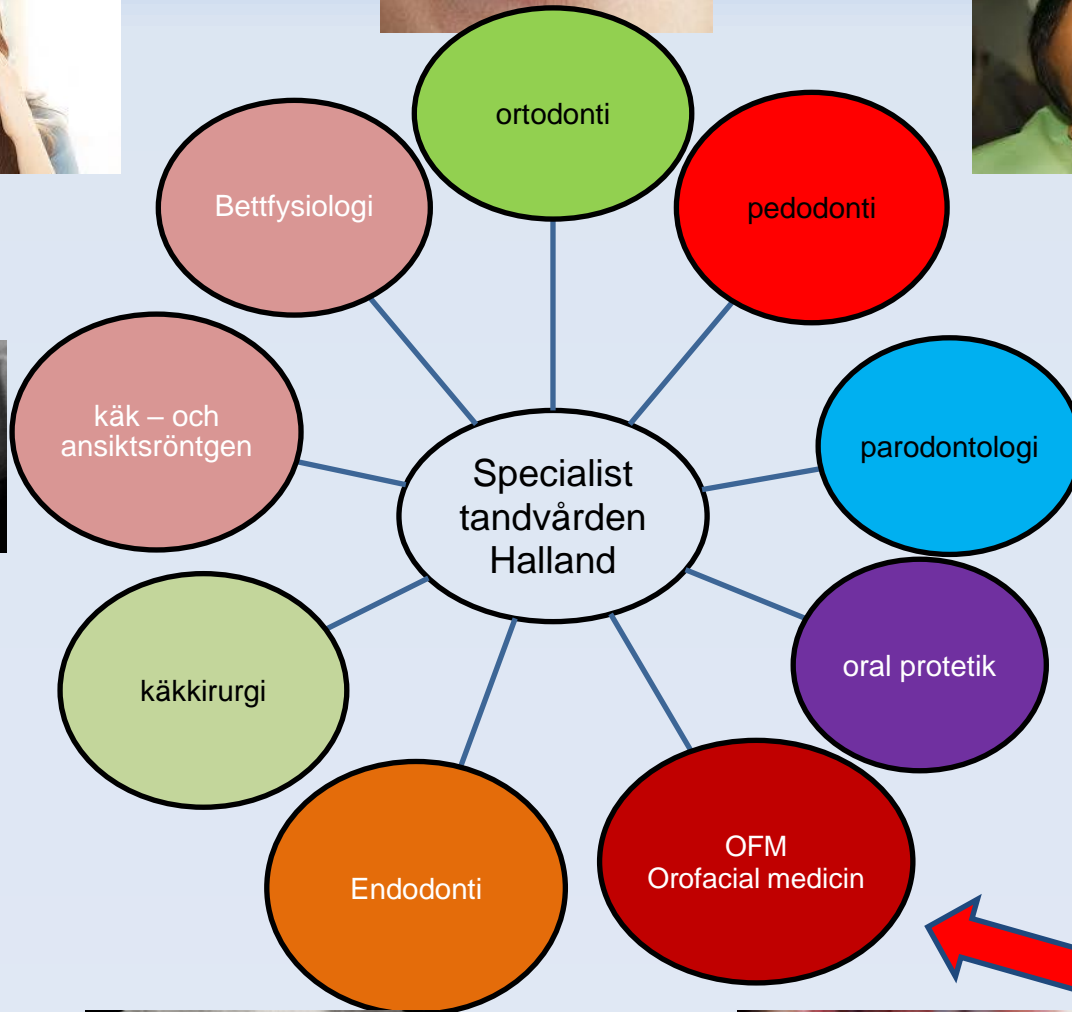 ortodonti
Bettfysiologi
pedodonti
käk – och
ansiktsröntgen
parodontologi
Specialist
tandvården
Halland
oral protetik
käkkirurgi
OFM
Orofacial medicin
Endodonti